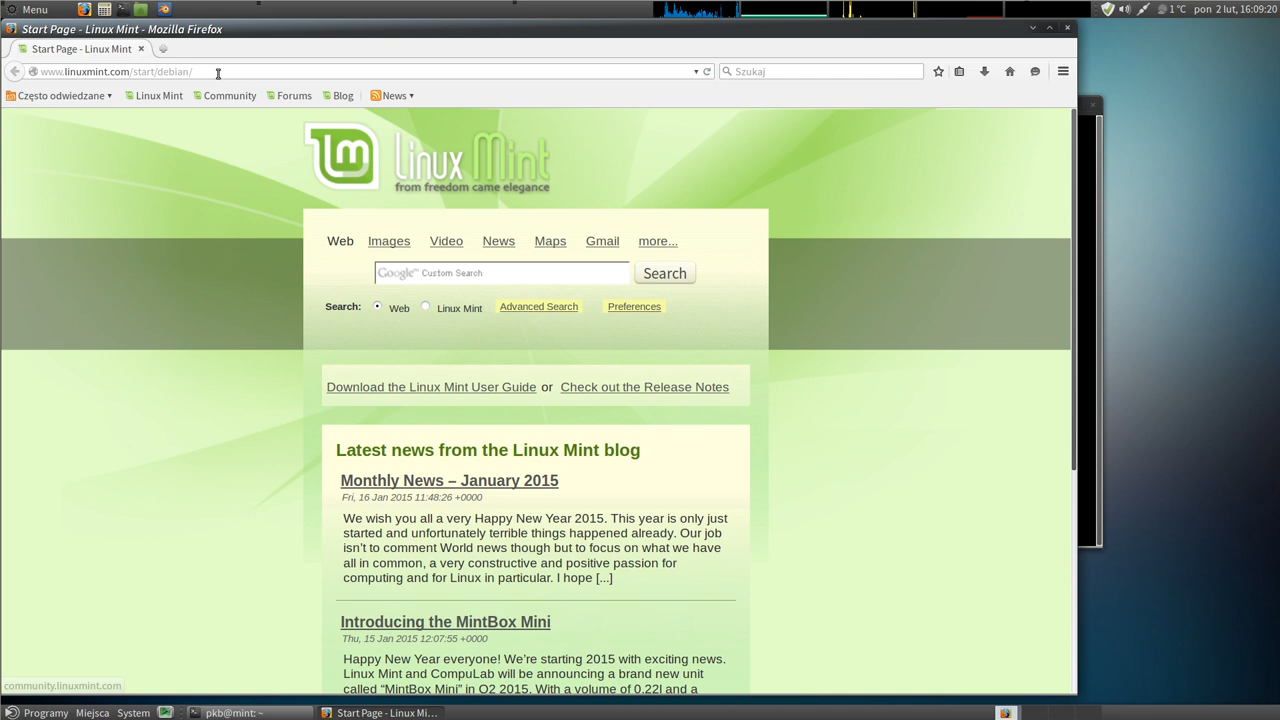 Menu 1 °C pon 2 lut, 16:09:20
Start Page - Linux Mint - Mozilla Firefox
Start Page - Linux Mint
www.linuxmint.com/start/debian/ Szukaj
Często odwiedzane Linux Mint Community Forums Blog News
Linux Mint
from freedom came elegance
Web Images Video News Maps Gmail more...
Google™ Custom Search Search
Search: Web Linux Mint Advanced Search Preferences
Download the Linux Mint User Guide or Check out the Release Notes
Latest news from the Linux Mint blog
Monthly News – January 2015
Fri, 16 Jan 2015 11:48:26 +0000
We wish you all a very Happy New Year 2015. This year is only just
started and unfortunately terrible things happened already. Our job
isn't to comment World news though but to focus on what we have
all in common, a very constructive and positive passion for
computing and for Linux in particular. I hope [...]
Introducing the MintBox Mini
Thu, 15 Jan 2015 12:07:55 +0000
Happy New Year everyone! We're starting 2015 with exciting news.
Linux Mint and CompuLab will be announcing a brand new unit
called “MintBox Mini” in Q2 2015. With a volume of 0.22l and a
community.linuxmint.com
Programy Miejsca System pkb@mint: ~ Start Page - Linux Mi...